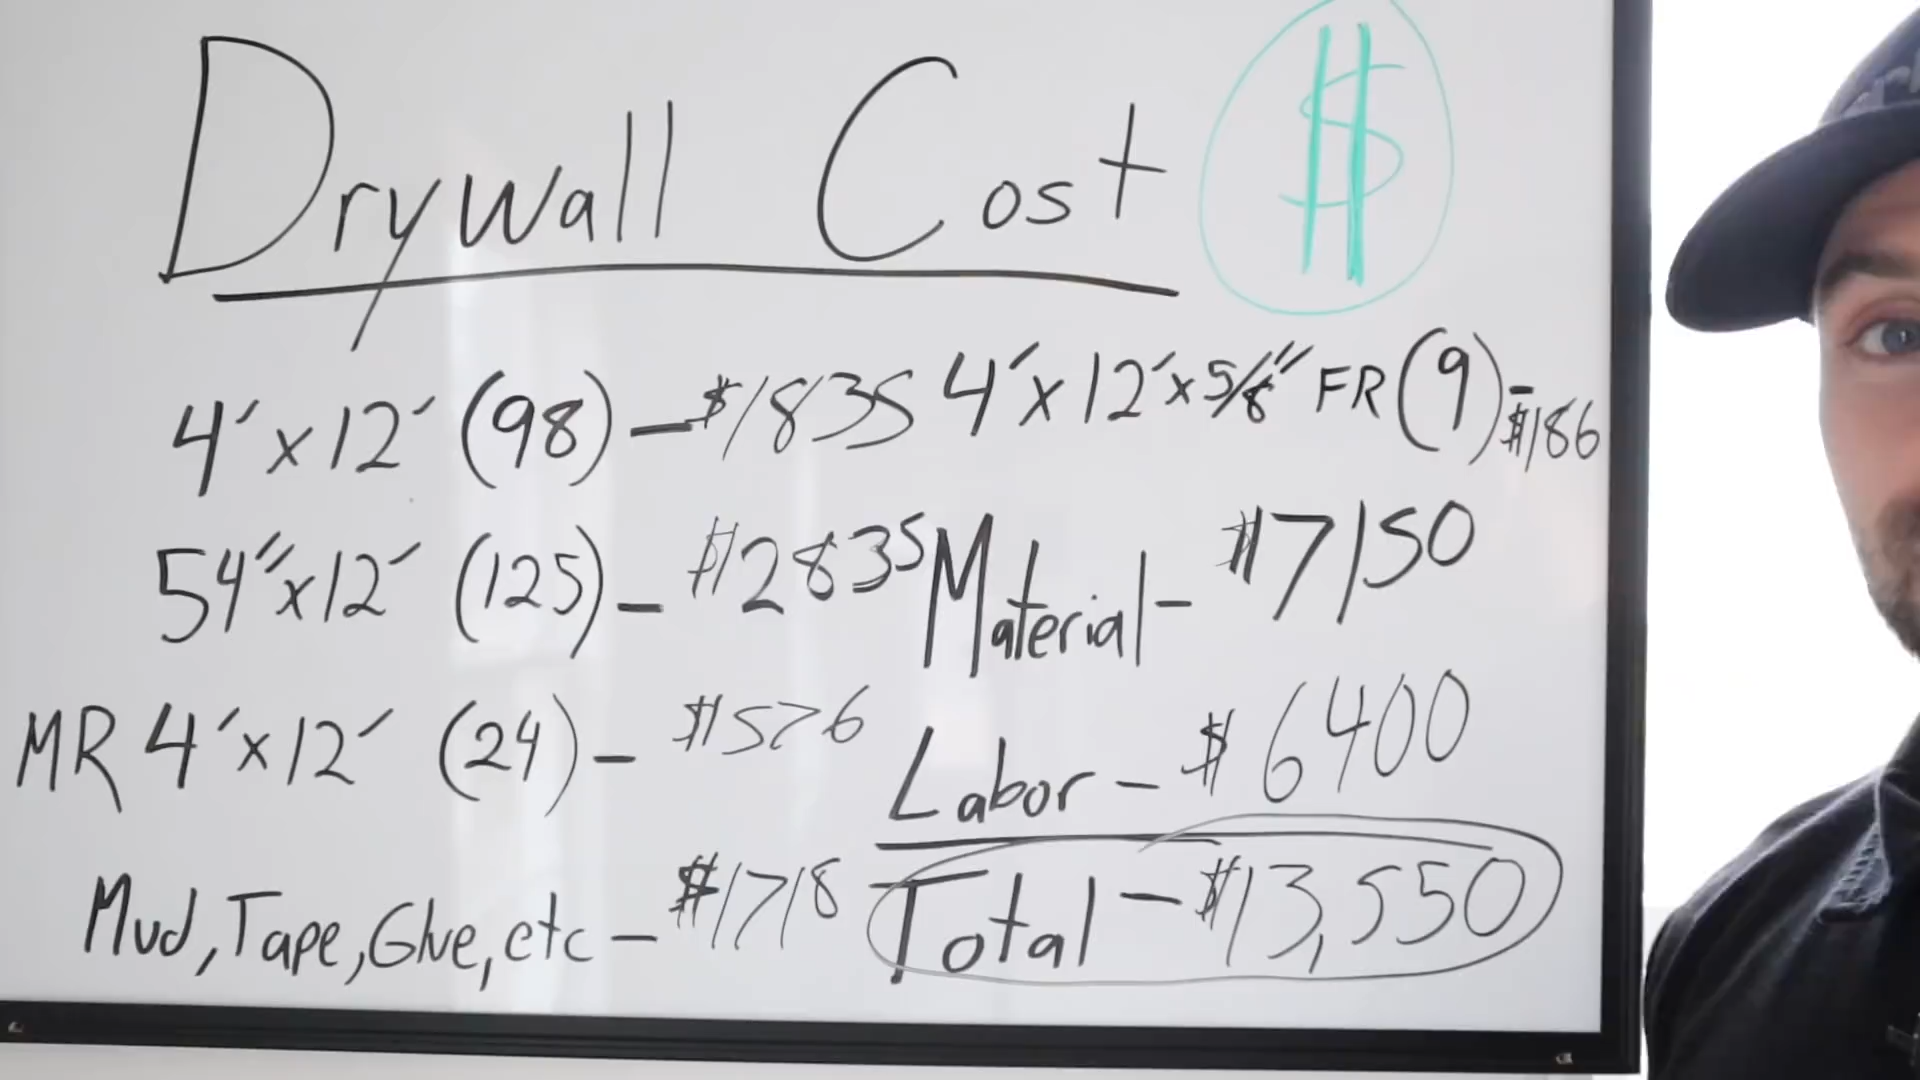 Drywall Cost $
4'x12' (98) - $1835
54"x12' (125) - $2835
MR 4'x12' (24) - $576
Mud, Tape, Glue, etc - $1718
4'x12'x5/8" FR (9) - $186
Material - $7150
Labor - $6400
Total - $13,550